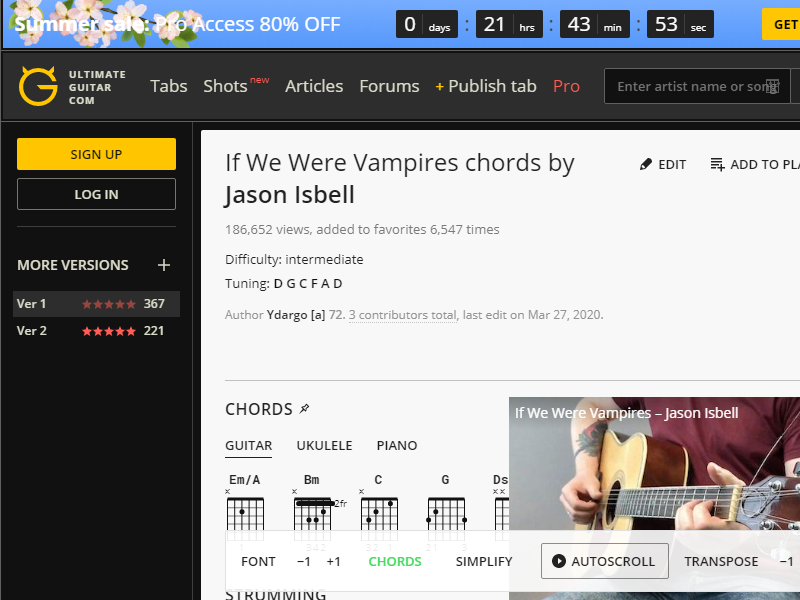 Summer sale: Pro Access 80% OFF
0 days : 21 hrs : 43 min : 53 sec
GET
ULTIMATE
GUITAR
COM
Tabs Shots new Articles Forums + Publish tab Pro
Enter artist name or song
SIGN UP
LOG IN
MORE VERSIONS +
Ver 1 367
Ver 2 221
If We Were Vampires chords by
Jason Isbell
EDIT ADD TO PLA
186,652 views, added to favorites 6,547 times
Difficulty: intermediate
Tuning: D G C F A D
Author Ydargo [a] 72. 3 contributors total, last edit on Mar 27, 2020.
CHORDS
GUITAR UKULELE PIANO
If We Were Vampires – Jason Isbell
Em/A Bm C G Ds
x x x x x
2fr
FONT −1 +1 CHORDS SIMPLIFY AUTOSCROLL TRANSPOSE −1
STRUMMING